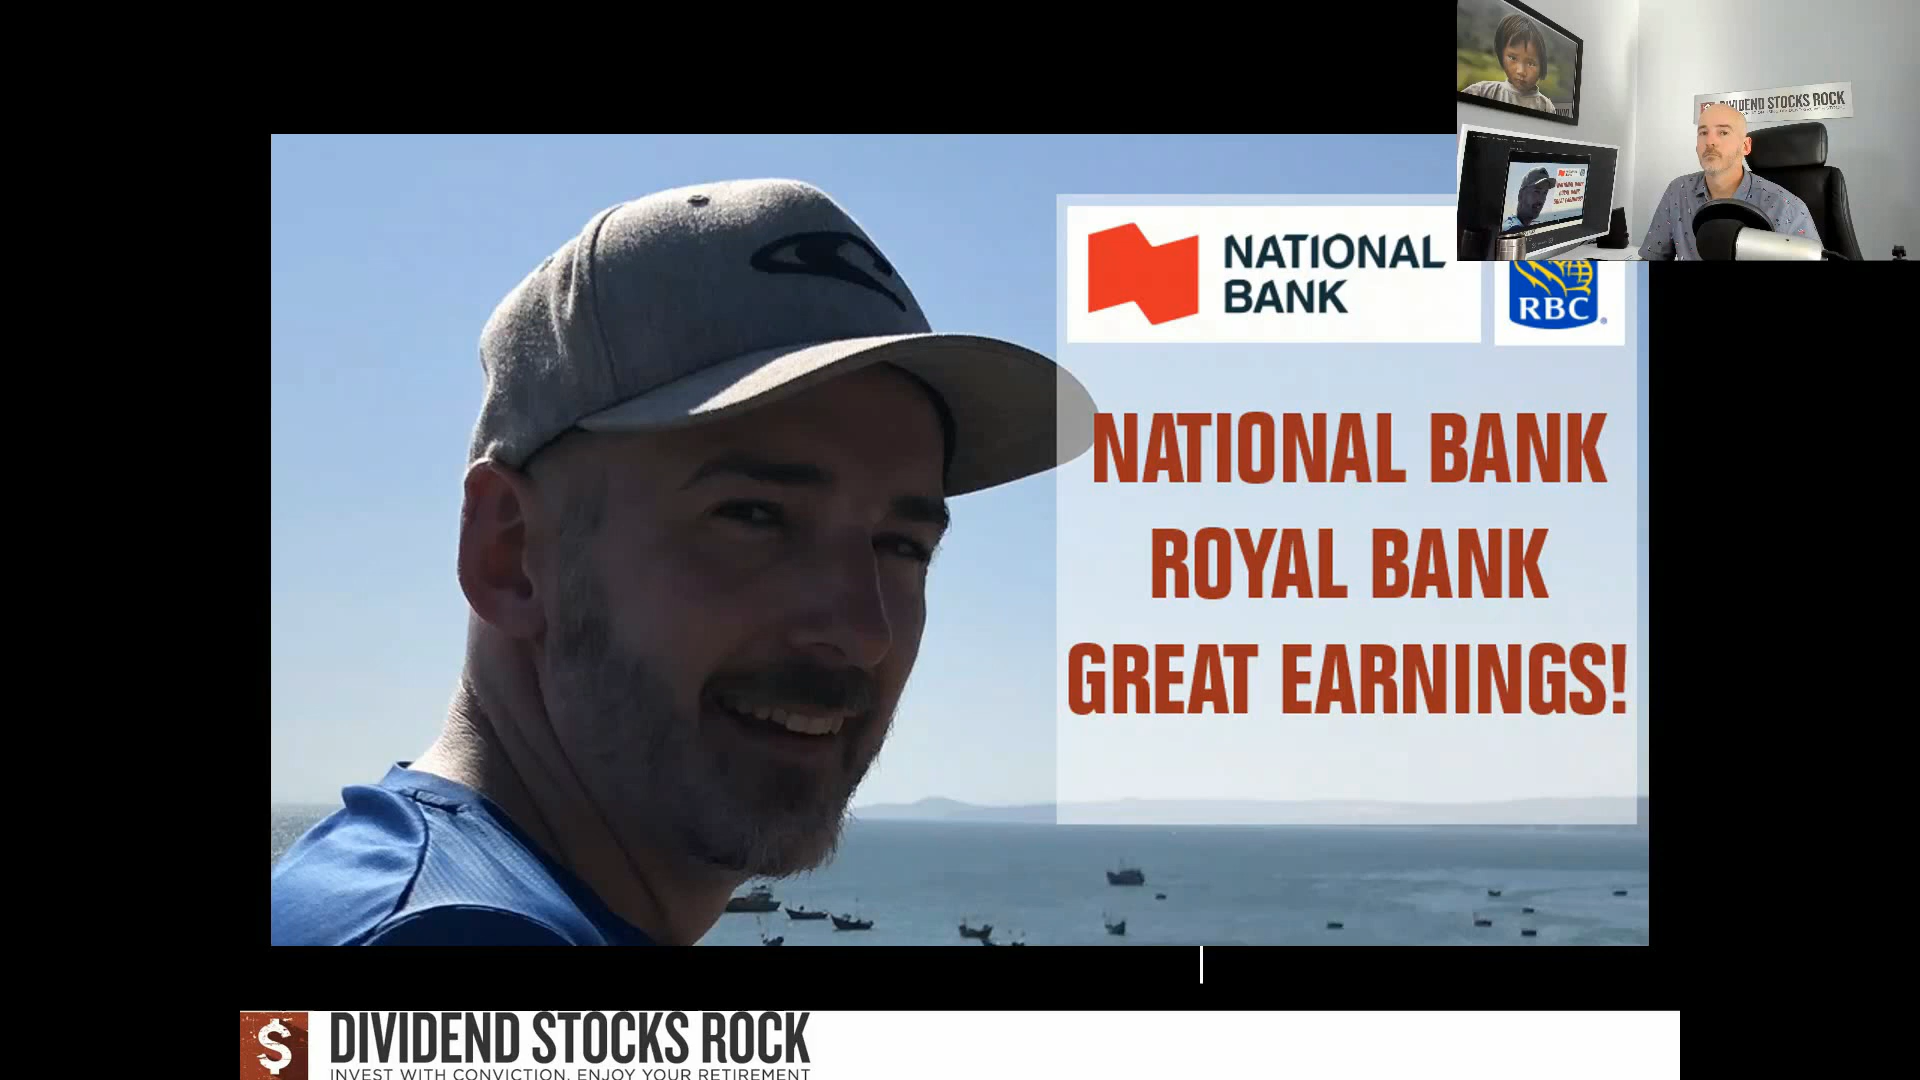 DIVIDEND STOCKS ROCK
NATIONAL
BANK
RBC
NATIONAL BANK
ROYAL BANK
GREAT EARNINGS!
DIVIDEND STOCKS ROCK
INVEST WITH CONVICTION. ENJOY YOUR RETIREMENT